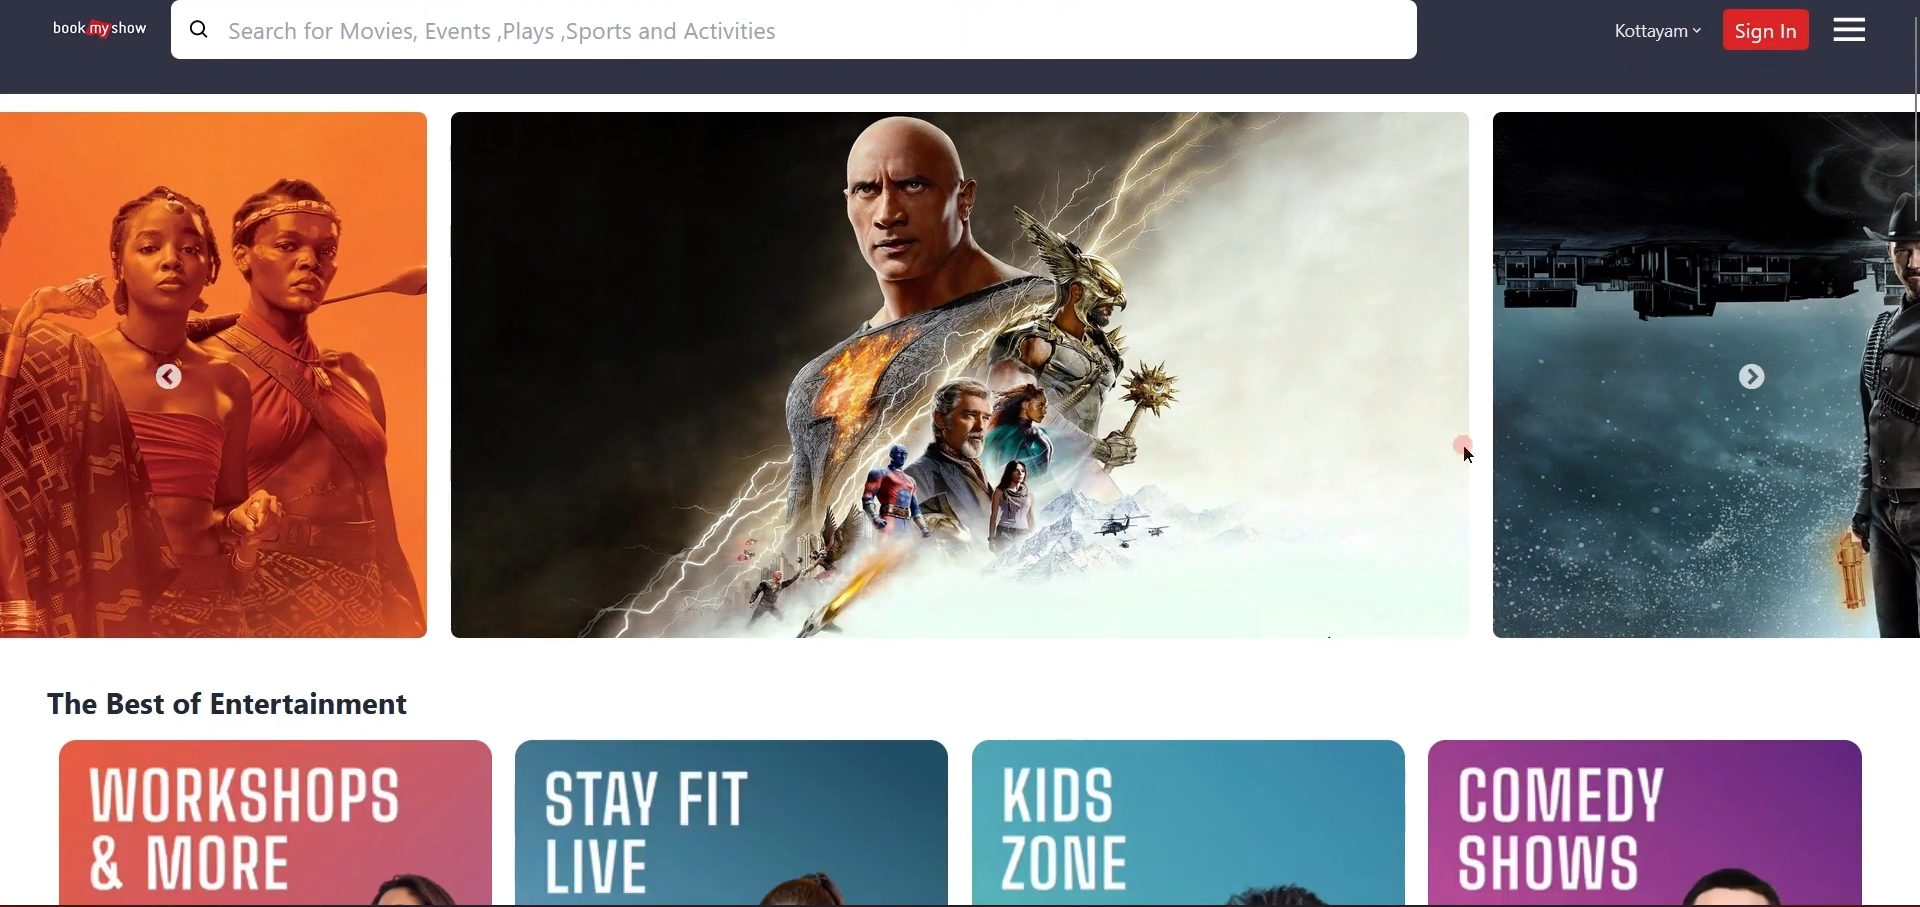 book my show
Search for Movies, Events ,Plays ,Sports and Activities
Kottayam
Sign In
The Best of Entertainment
WORKSHOPS
& MORE
STAY FIT
LIVE
KIDS
ZONE
COMEDY
SHOWS